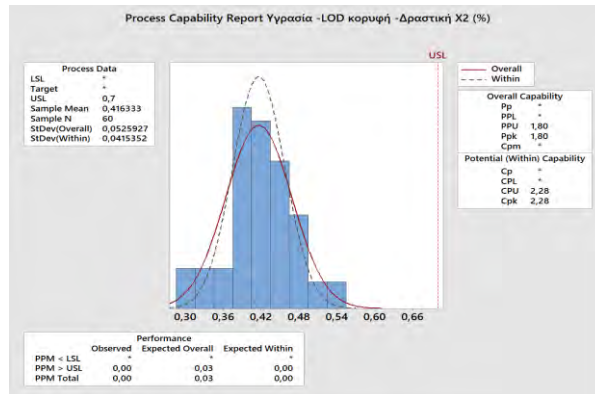 Process Capability Report Υγρασία -LOD κορυφή -Δραστική X2 (%)
Process Data
LSL *
Target *
USL 0,7
Sample Mean 0,416333
Sample N 60
StDev(Overall) 0,0525927
StDev(Within) 0,0415352
USL
Overall
Within
Overall Capability
Pp *
PPL *
PPU 1,80
Ppk 1,80
Cpm *
Potential (Within) Capability
Cp *
CPL *
CPU 2,28
Cpk 2,28
0,30 0,36 0,42 0,48 0,54 0,60 0,66
Performance
Observed Expected Overall Expected Within
PPM < LSL * * *
PPM > USL 0,00 0,03 0,00
PPM Total 0,00 0,03 0,00